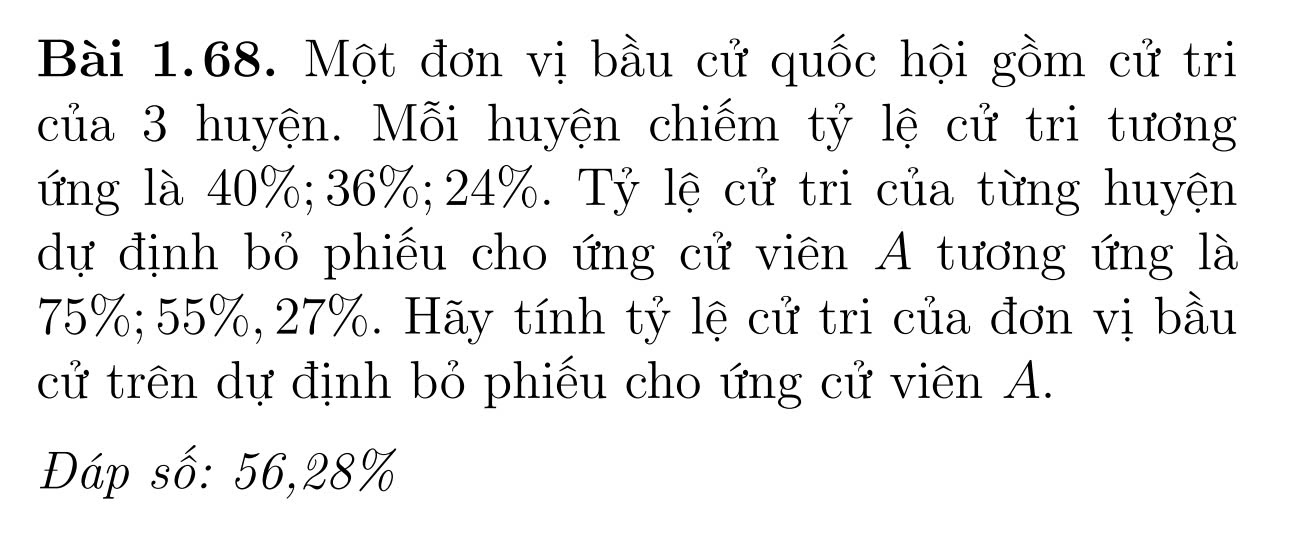 Bài 1.68. Một đơn vị bầu cử quốc hội gồm cử tri
của 3 huyện. Mỗi huyện chiếm tỷ lệ cử tri tương
ứng là 40%; 36%; 24%. Tỷ lệ cử tri của từng huyện
dự định bỏ phiếu cho ứng cử viên A tương ứng là
75%; 55%, 27%. Hãy tính tỷ lệ cử tri của đơn vị bầu
cử trên dự định bỏ phiếu cho ứng cử viên A.
Đáp số: 56,28%